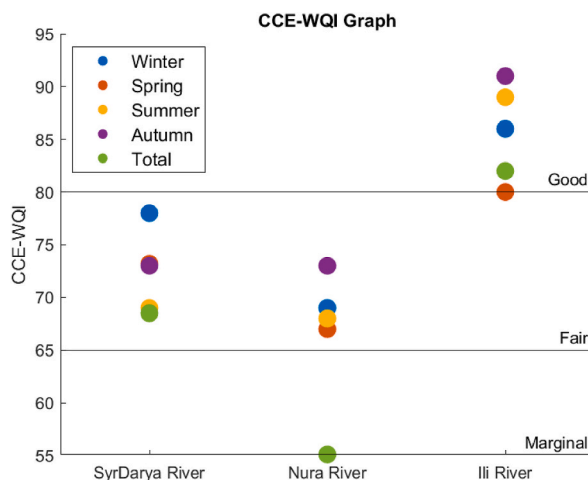 CCE-WQI Graph
95
90
85
80
75
70
65
60
55
CCE-WQI
Winter
Spring
Summer
Autumn
Total
Good
Fair
Marginal
SyrDarya River
Nura River
Ili River